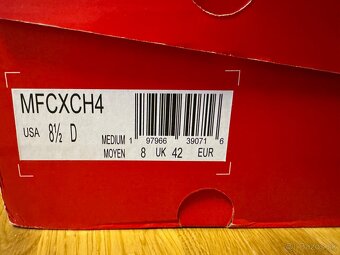 MFCXCH4
USA 8½ D
MEDIUM 1 97966 39071 6
MOYEN 8 UK 42 EUR